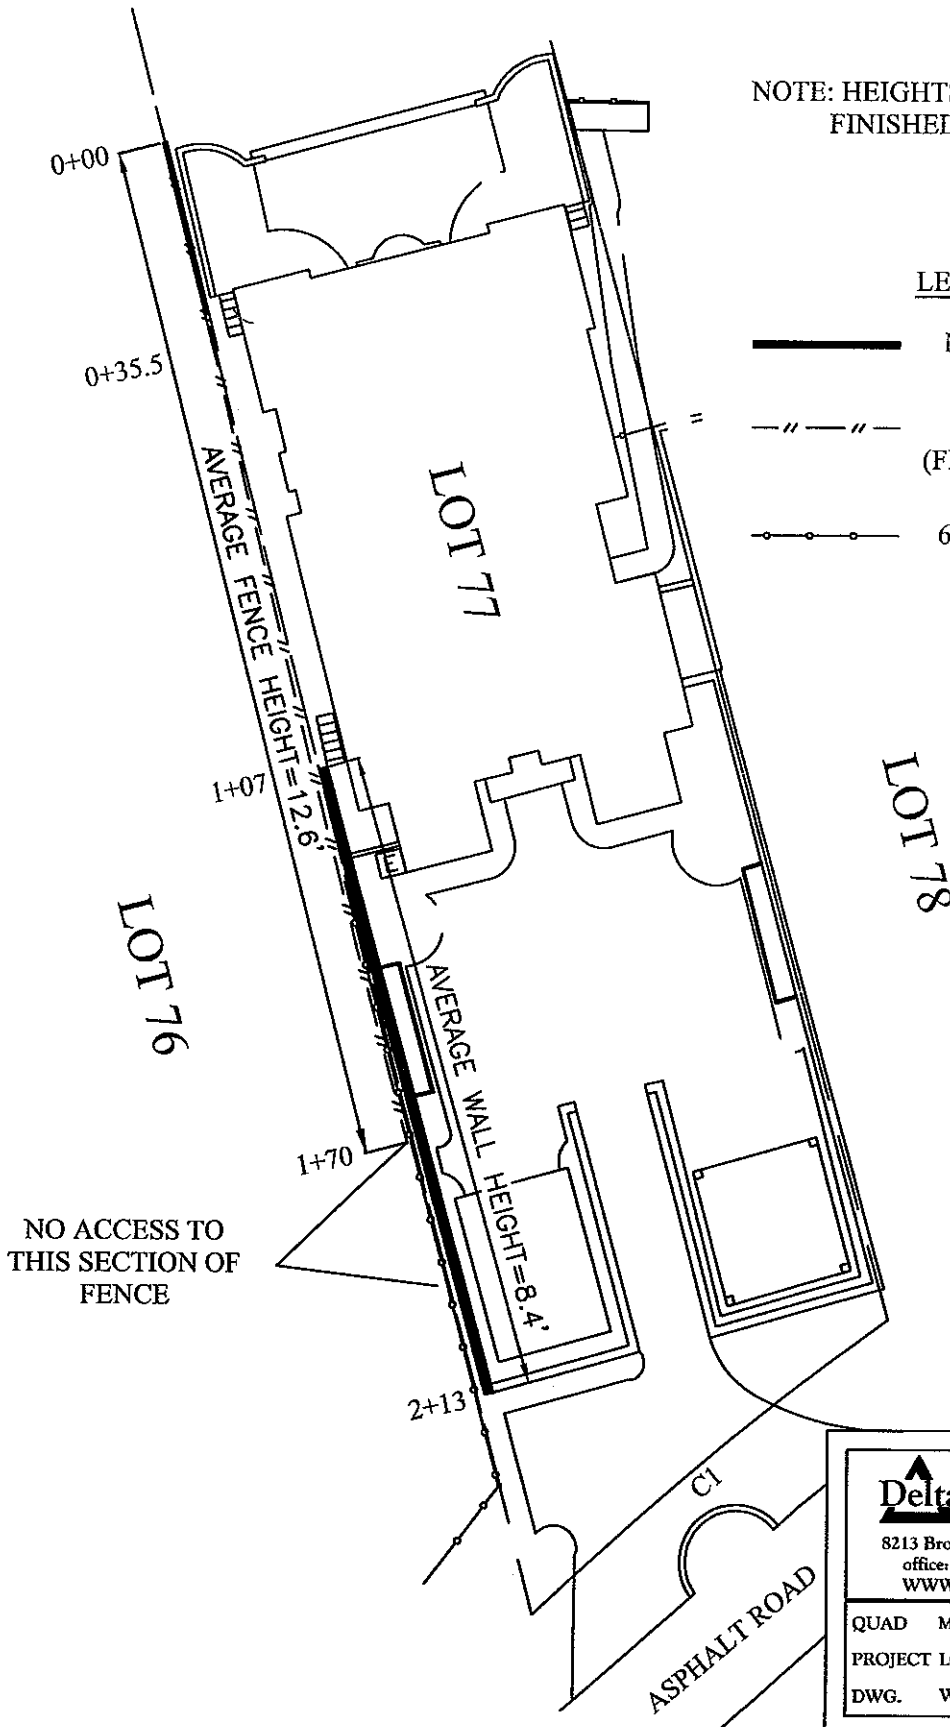 NOTE: HEIGHTS
FINISHED
0+00
LE
0+35.5
(F
6
AVERAGE FENCE HEIGHT=12.6'
LOT 77
1+07
LOT 78
LOT 76
AVERAGE WALL HEIGHT=8.4'
1+70
NO ACCESS TO
THIS SECTION OF
FENCE
2+13
C1
ASPHALT ROAD
Delta
8213 Bro
office:
WWW
QUAD M
PROJECT L
DWG. W